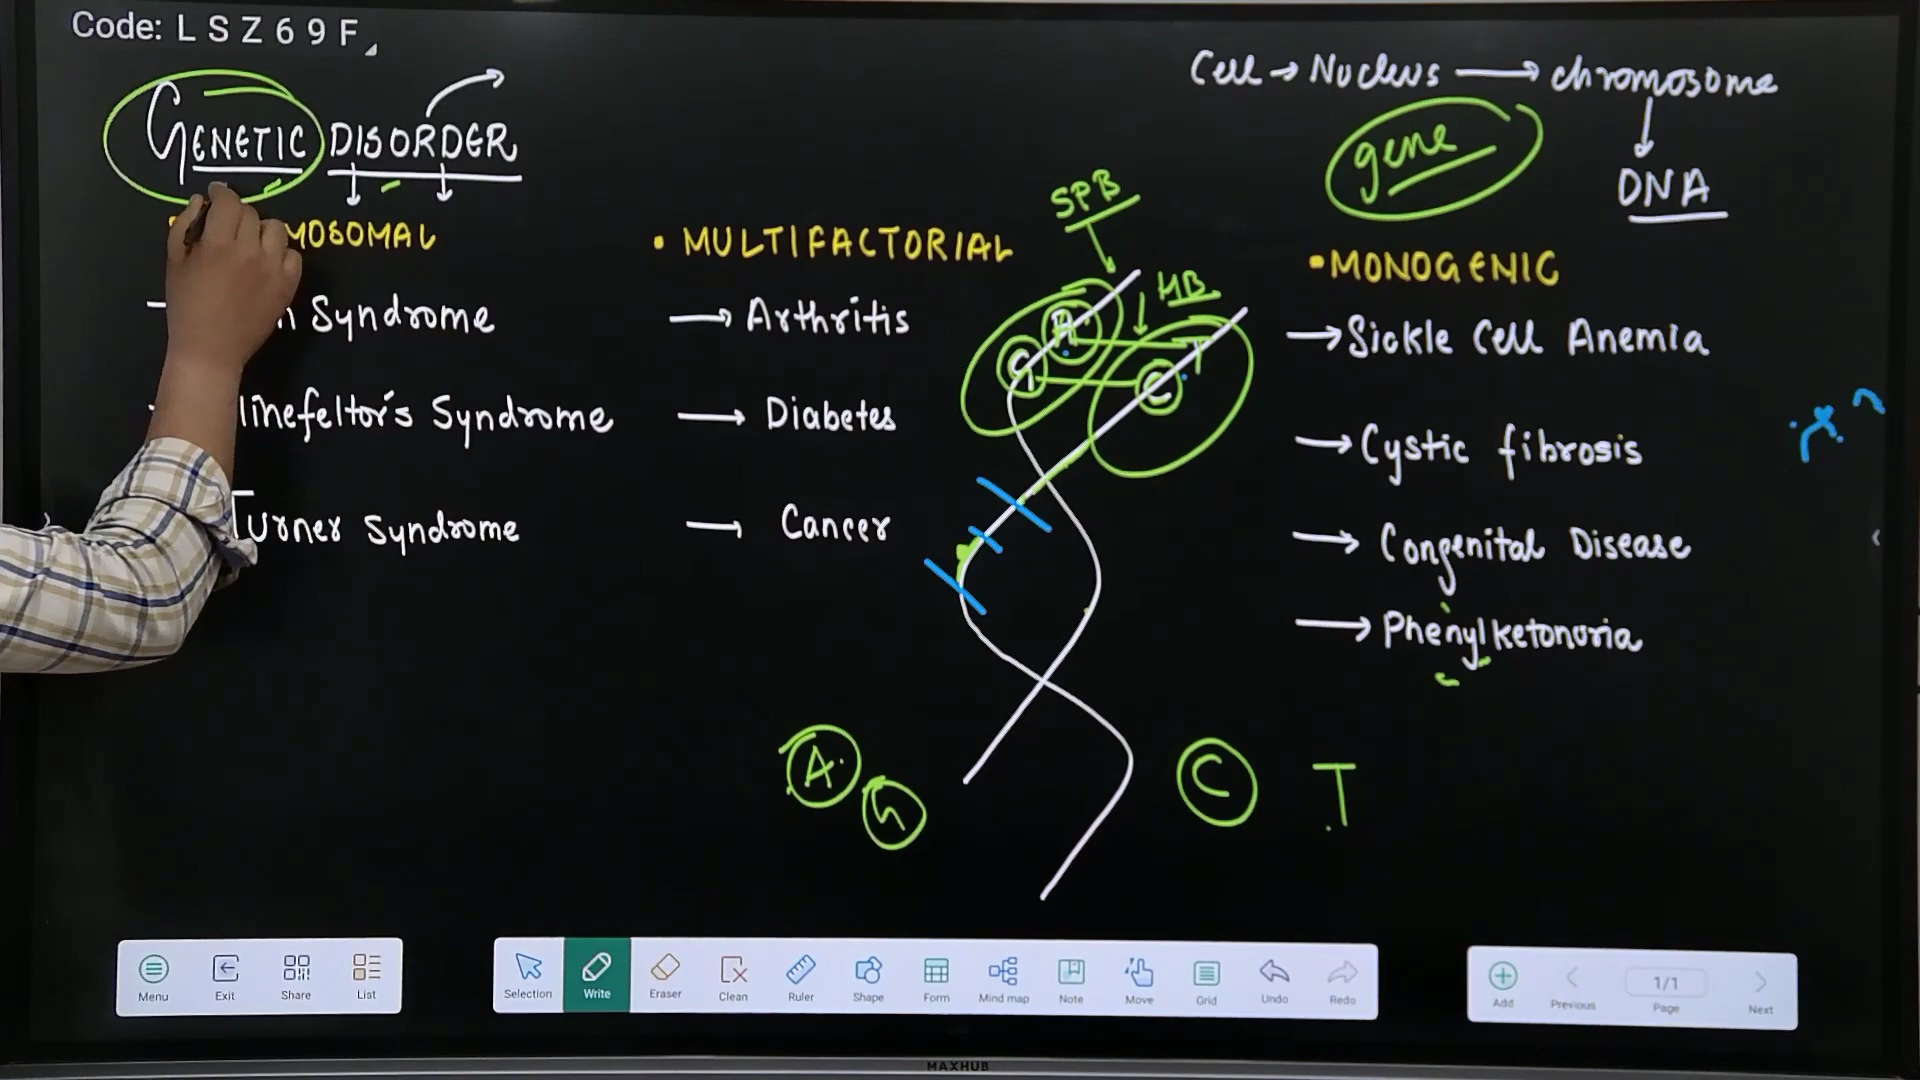 Code: LSZ69F
GENETIC DISORDER
MOSOMAL
Syndrome
linefeltor's Syndrome
Turner Syndrome
• MULTIFACTORIAL
→ Arthritis
→ Diabetes
→ Cancer
SPB
HB
A
T
G
C
A
G
C
T
Cell → Nucleus → chromosome
gene
DNA
• MONOGENIC
→ Sickle Cell Anemia
→ Cystic fibrosis
→ Congenital Disease
→ Phenylketonuria
Menu Exit Share List
Selection Write Eraser Clean Ruler Shape Form Mind map Note Move Grid Undo Redo
Add Previous 1/1 Page Next
MAXHUB